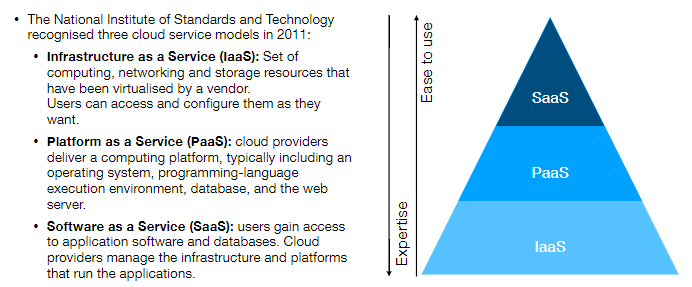 • The National Institute of Standards and Technology
recognised three cloud service models in 2011:
• Infrastructure as a Service (IaaS): Set of
computing, networking and storage resources that
have been virtualised by a vendor.
Users can access and configure them as they
want.
• Platform as a Service (PaaS): cloud providers
deliver a computing platform, typically including an
operating system, programming-language
execution environment, database, and the web
server.
• Software as a Service (SaaS): users gain access
to application software and databases. Cloud
providers manage the infrastructure and platforms
that run the applications.
Expertise
Ease to use
SaaS
PaaS
IaaS